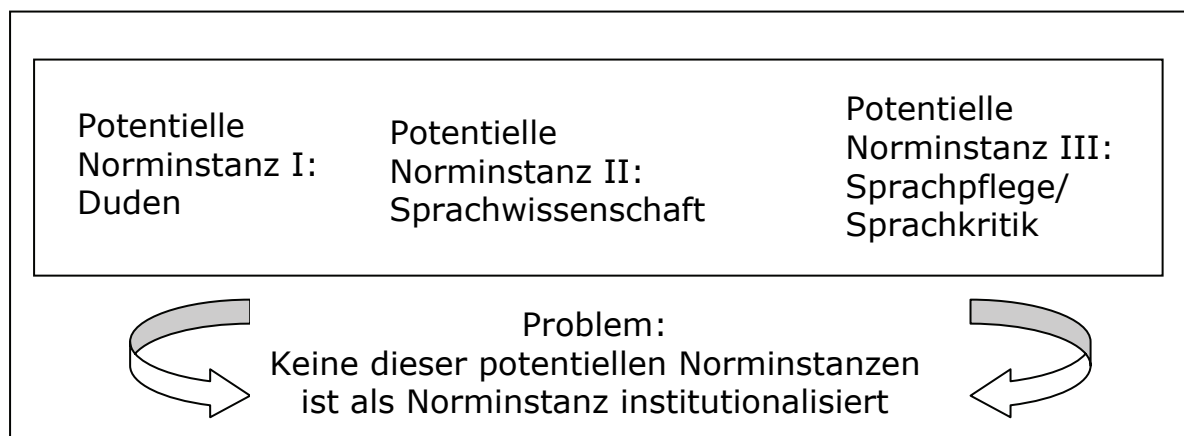 Potentielle
Norminstanz I:
Duden
Potentielle
Norminstanz II:
Sprachwissenschaft
Potentielle
Norminstanz III:
Sprachpflege/
Sprachkritik
Problem:
Keine dieser potentiellen Norminstanzen
ist als Norminstanz institutionalisiert